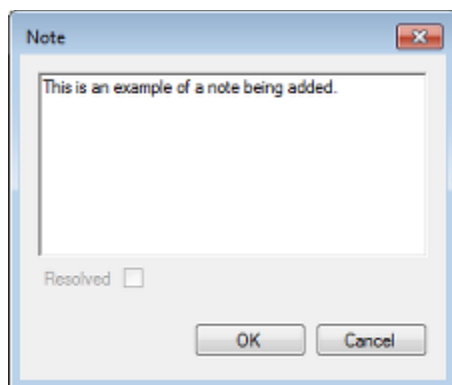 Note
This is an example of a note being added.
Resolved
OK
Cancel